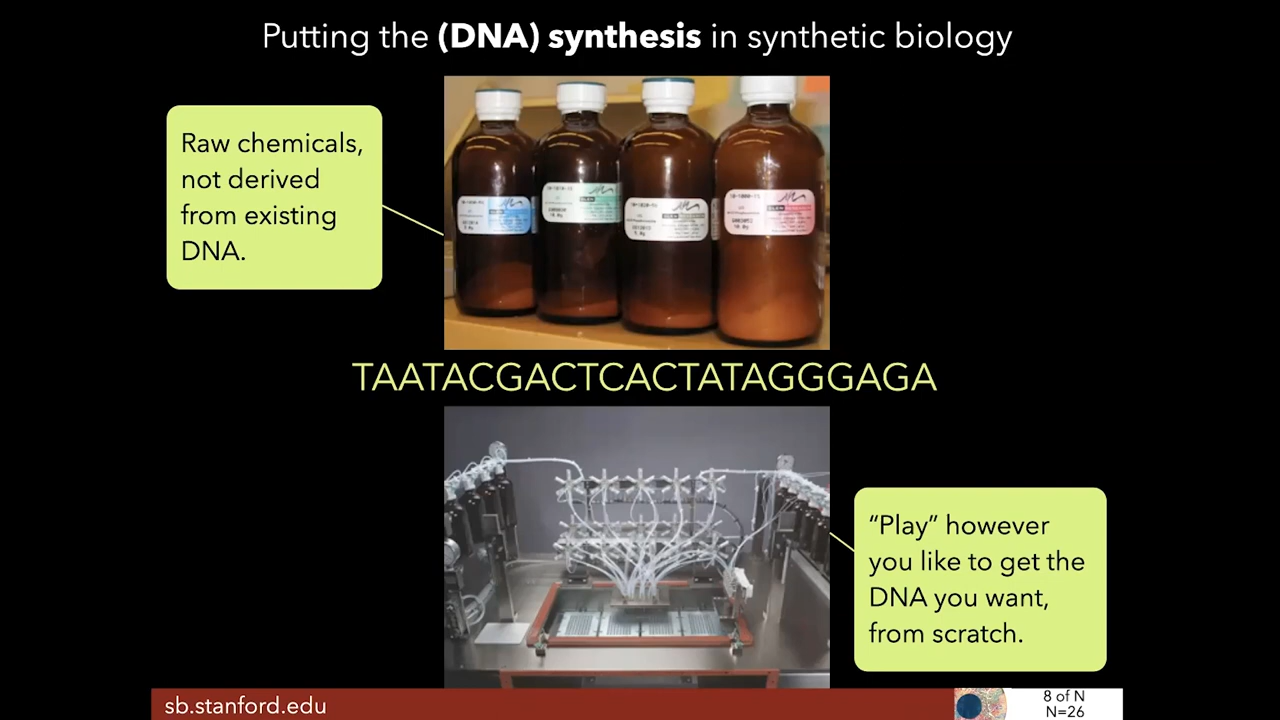 Putting the (DNA) synthesis in synthetic biology
Raw chemicals,
not derived
from existing
DNA.
TAATACGACTCACTATAGGGAGA
“Play” however
you like to get the
DNA you want,
from scratch.
sb.stanford.edu
8 of N
N=26